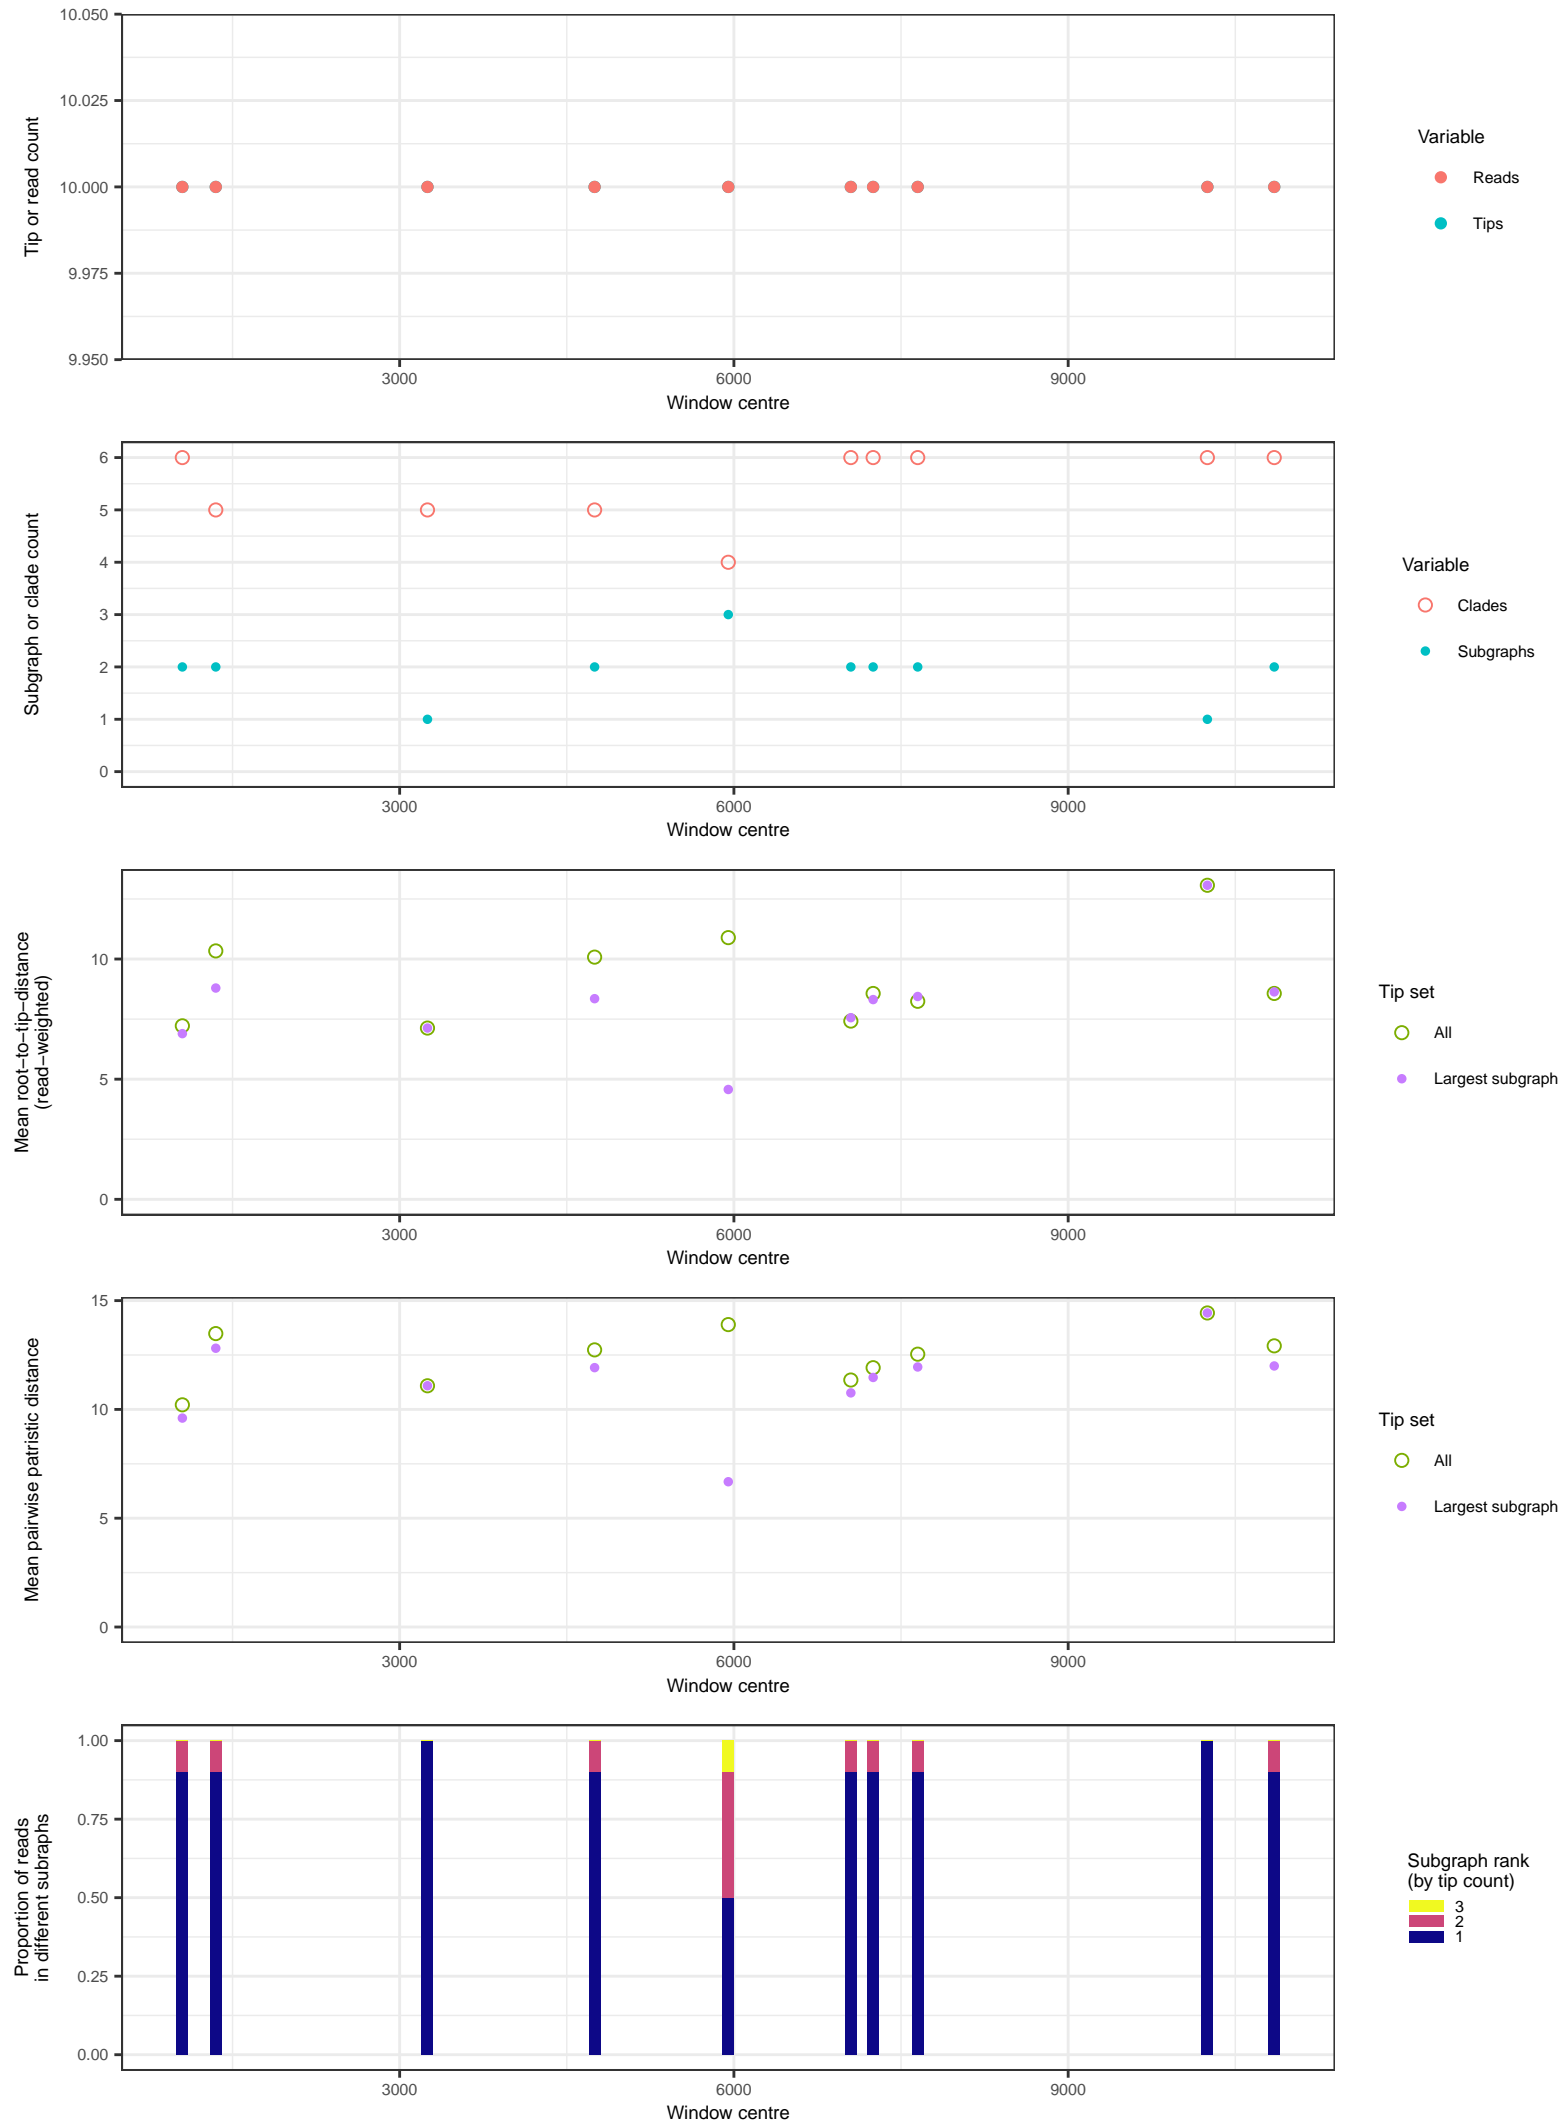 10.050
10.025
10.000
9.975
9.950
Tip or read count
3000
6000
9000
Window centre
Variable
Reads
Tips
6
5
4
3
2
1
0
Subgraph or clade count
3000
6000
9000
Window centre
Variable
Clades
Subgraphs
10
5
0
Mean root−to−tip−distance
(read−weighted)
3000
6000
9000
Window centre
Tip set
All
Largest subgraph
15
10
5
0
Mean pairwise patristic distance
3000
6000
9000
Window centre
Tip set
All
Largest subgraph
1.00
0.75
0.50
0.25
0.00
Proportion of reads
in different subraphs
3000
6000
9000
Window centre
Subgraph rank
(by tip count)
3
2
1